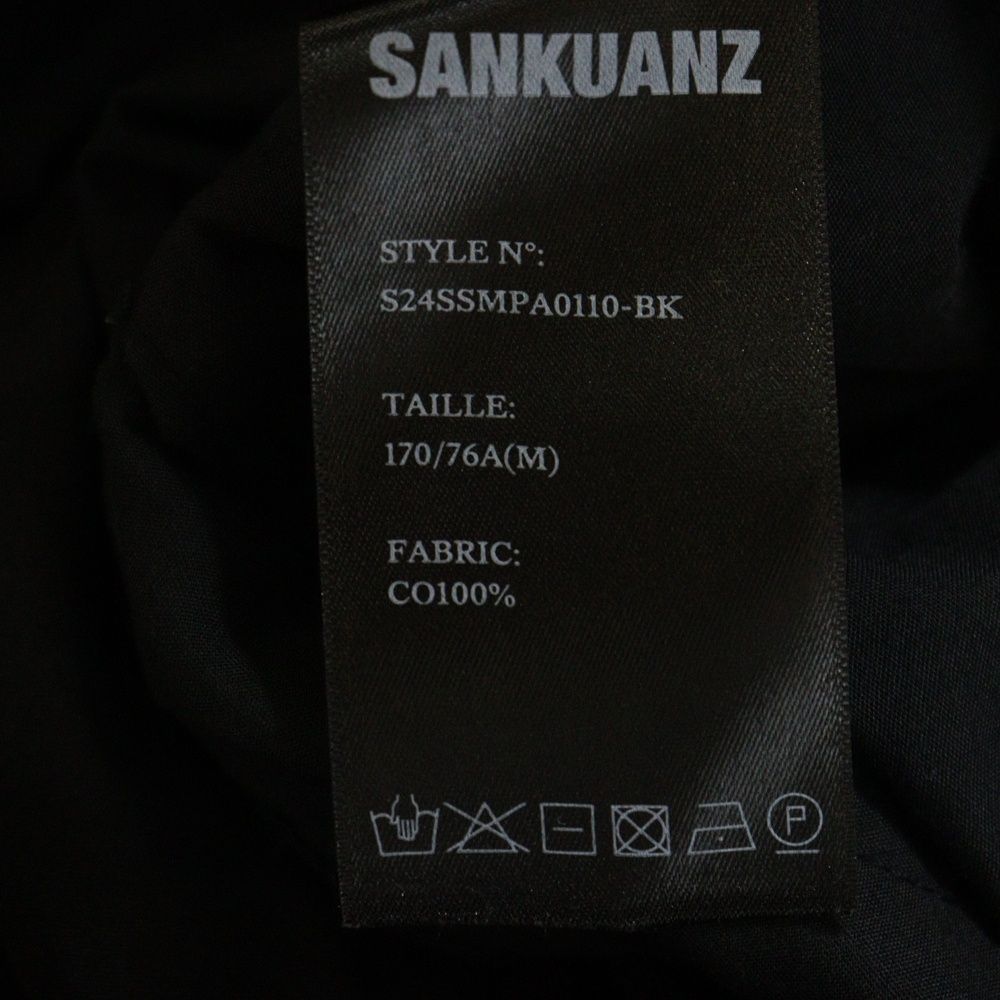 SANKUANZ
STYLE N°:
S24SSMPA0110-BK
TAILLE:
170/76A(M)
FABRIC:
CO100%
P